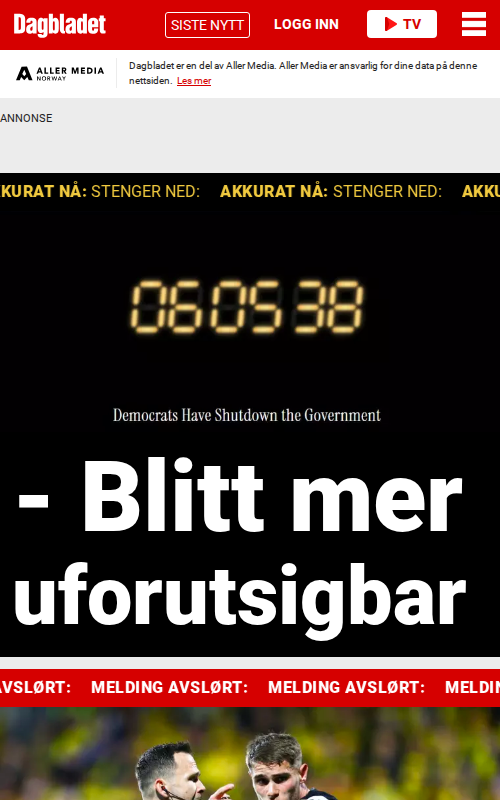 Dagbladet SISTE NYTT LOGG INN TV
ALLER MEDIA
NORWAY
Dagbladet er en del av Aller Media. Aller Media er ansvarlig for dine data på denne
nettsiden. Les mer
ANNONSE
KURAT NÅ: STENGER NED: AKKURAT NÅ: STENGER NED: AKKU
06 05 38
Democrats Have Shutdown the Government
- Blitt mer
uforutsigbar
AVSLØRT: MELDING AVSLØRT: MELDING AVSLØRT: MELDIN